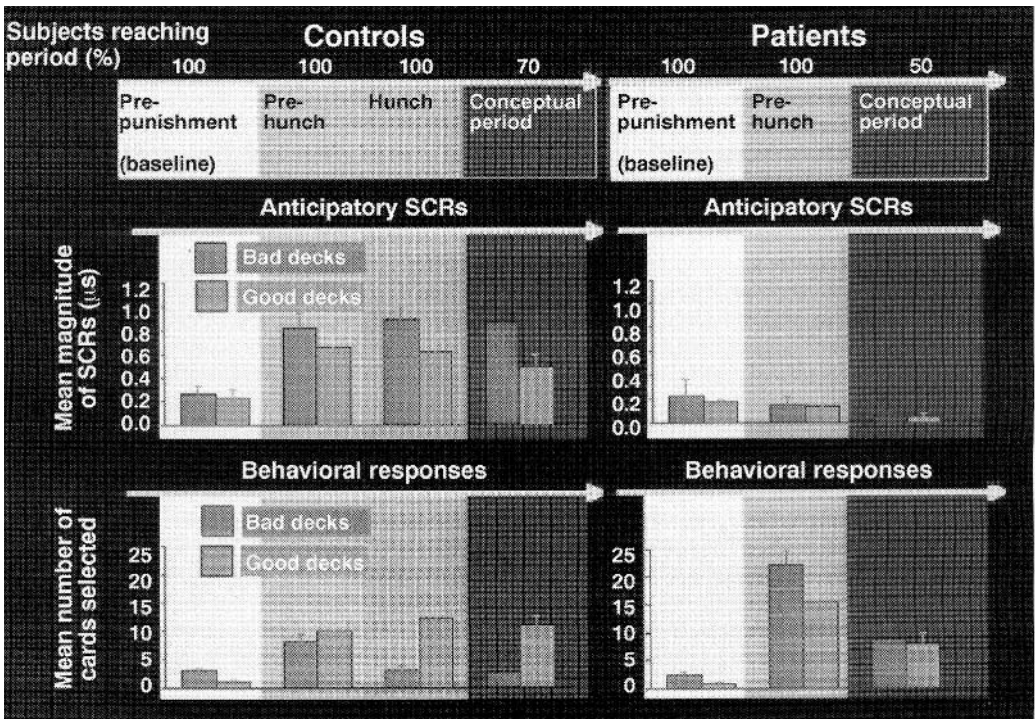 Subjects reaching
period (%)
Controls
100 100 100 70
Patients
100 100 50
Pre-
punishment
(baseline)
Pre-
hunch
Hunch
Conceptual
period
Pre-
punishment
(baseline)
Pre-
hunch
Conceptual
period
Anticipatory SCRs
Anticipatory SCRs
Mean magnitude
of SCRs (μs)
Bad decks
Good decks
1.2
1.0
0.8
0.6
0.4
0.2
0.0
1.2
1.0
0.8
0.6
0.4
0.2
0.0
Behavioral responses
Behavioral responses
Mean number of
cards selected
Bad decks
Good decks
25
20
15
10
5
0
25
20
15
10
5
0